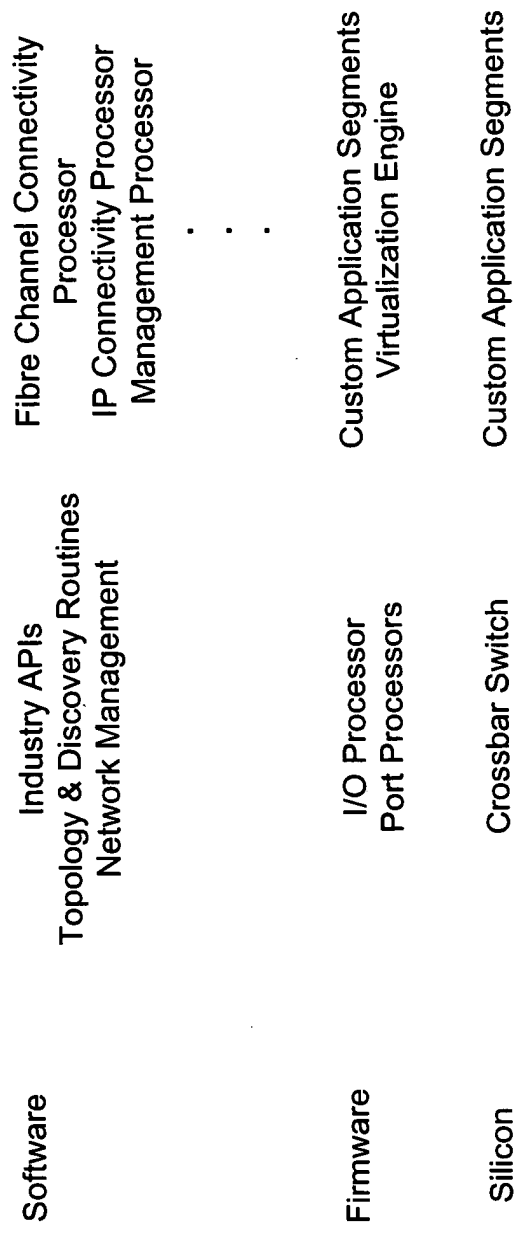 Software
Industry APIs
Topology & Discovery Routines
Network Management
Fibre Channel Connectivity
Processor
IP Connectivity Processor
Management Processor
.
.
.
Firmware
I/O Processor
Port Processors
Custom Application Segments
Virtualization Engine
Silicon
Crossbar Switch
Custom Application Segments